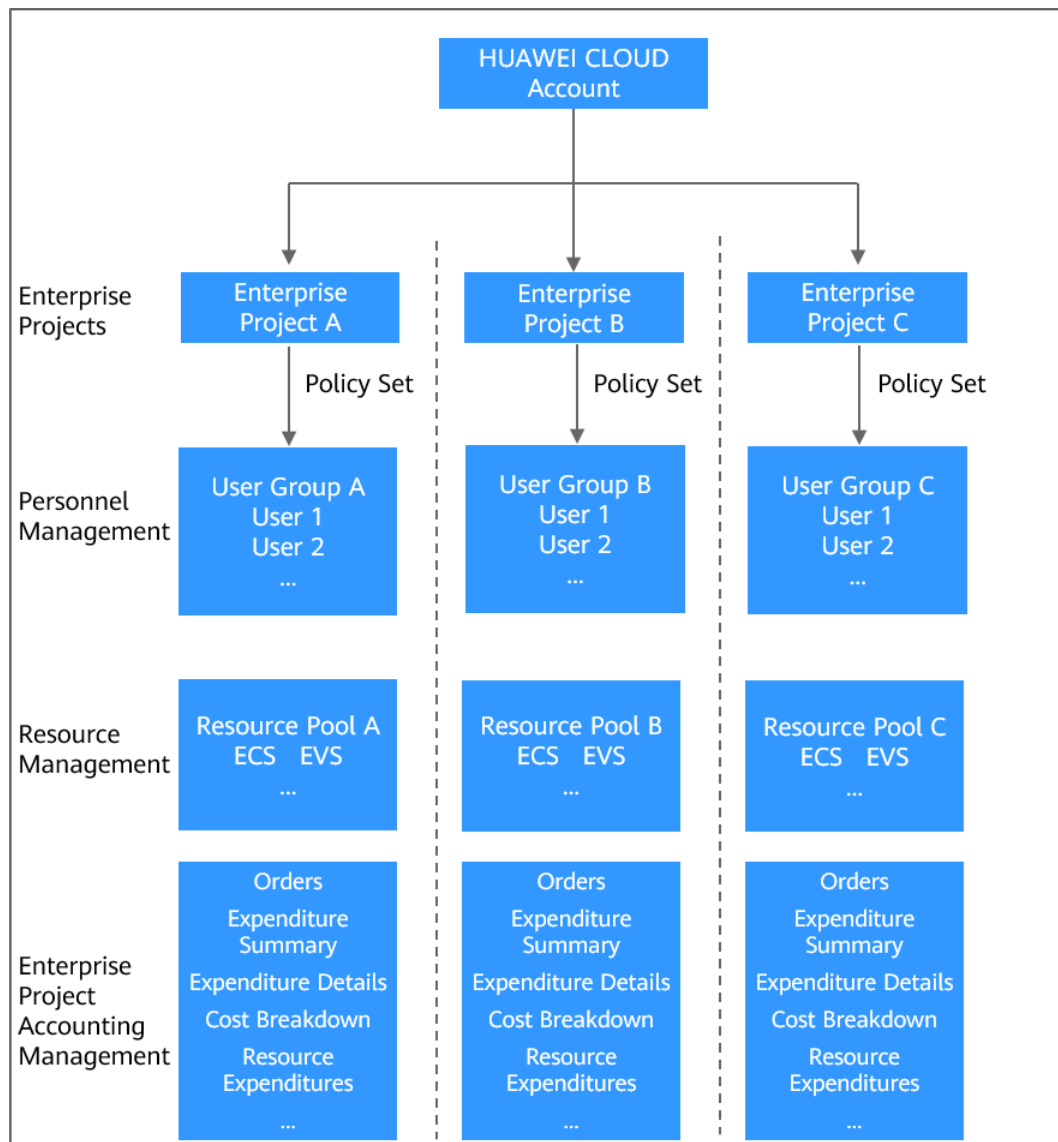 HUAWEI CLOUD
Account
Enterprise
Projects
Enterprise
Project A
Enterprise
Project B
Enterprise
Project C
Policy Set
Policy Set
Policy Set
Personnel
Management
User Group A
User 1
User 2
...
User Group B
User 1
User 2
...
User Group C
User 1
User 2
...
Resource
Management
Resource Pool A
ECS EVS
...
Resource Pool B
ECS EVS
...
Resource Pool C
ECS EVS
...
Enterprise
Project
Accounting
Management
Orders
Expenditure
Summary
Expenditure Details
Cost Breakdown
Resource
Expenditures
...
Orders
Expenditure
Summary
Expenditure Details
Cost Breakdown
Resource
Expenditures
...
Orders
Expenditure
Summary
Expenditure Details
Cost Breakdown
Resource
Expenditures
...